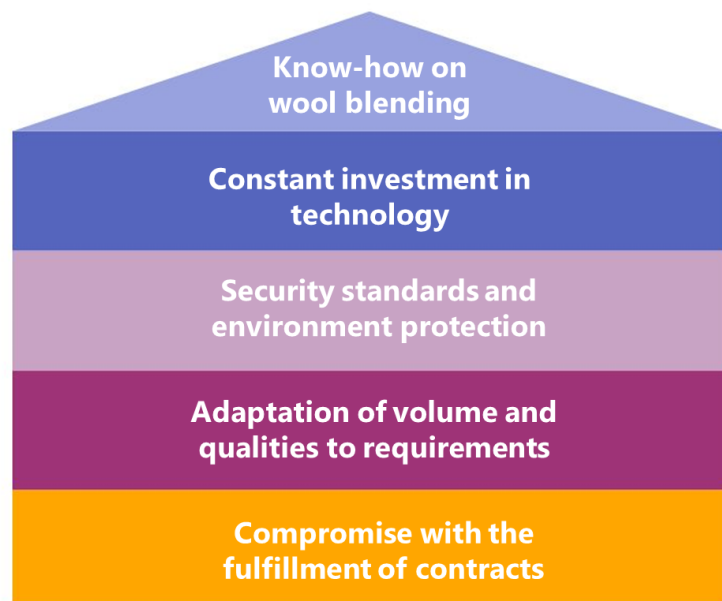 Know-how on
wool blending
Constant investment in
technology
Security standards and
environment protection
Adaptation of volume and
qualities to requirements
Compromise with the
fulfillment of contracts